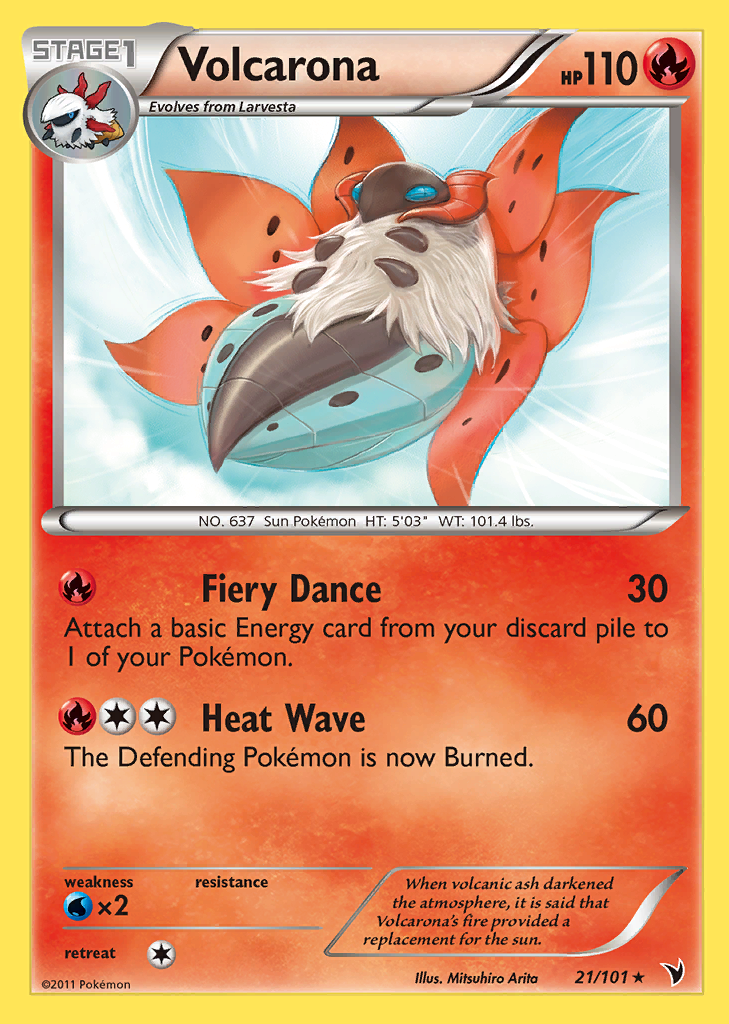 STAGE1
Volcarona
HP110
Evolves from Larvesta
NO. 637 Sun Pokémon HT: 5'03" WT: 101.4 lbs.
Fiery Dance 30
Attach a basic Energy card from your discard pile to
1 of your Pokémon.
Heat Wave 60
The Defending Pokémon is now Burned.
weakness resistance
×2
retreat
When volcanic ash darkened
the atmosphere, it is said that
Volcarona's fire provided a
replacement for the sun.
©2011 Pokémon
Illus. Mitsuhiro Arita 21/101 ★